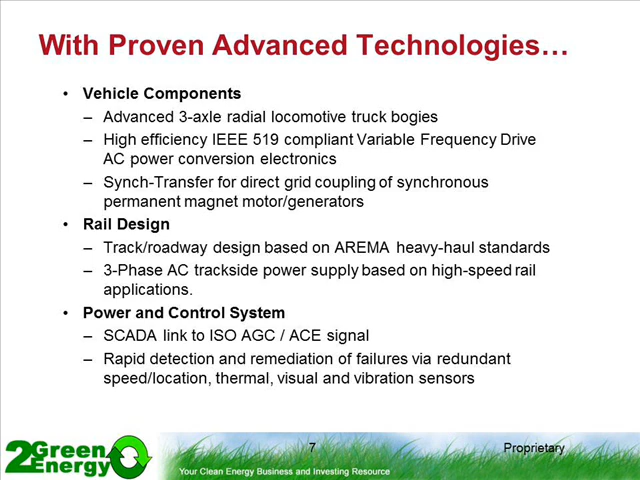 With Proven Advanced Technologies…
• Vehicle Components
– Advanced 3-axle radial locomotive truck bogies
– High efficiency IEEE 519 compliant Variable Frequency Drive
AC power conversion electronics
– Synch-Transfer for direct grid coupling of synchronous
permanent magnet motor/generators
• Rail Design
– Track/roadway design based on AREMA heavy-haul standards
– 3-Phase AC trackside power supply based on high-speed rail
applications.
• Power and Control System
– SCADA link to ISO AGC / ACE signal
– Rapid detection and remediation of failures via redundant
speed/location, thermal, visual and vibration sensors
2Green
Energy
7
Proprietary
Your Clean Energy Business and Investing Resource